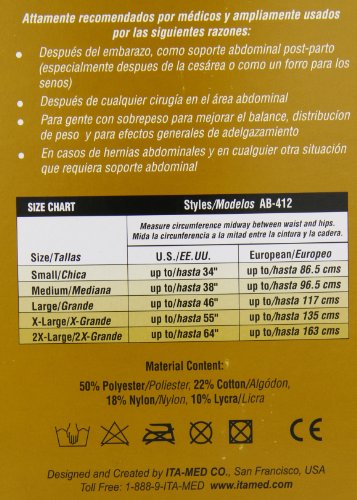 Attamente recomendados por médicos y ampliamente usados
por las siguientes razones:
• Después del embarazo, como soporte abdominal post-parto
(especialmente despues de la cesárea o como un forro para los
senos)
• Después de cualquier cirugía en el área abdominal
• Para gente con sobrepeso para mejorar el balance, distribucíon
de peso y para efectos generales de adelgazamiento
• En casos de hernias abdominales y en cualquier otra situación
que requiera soporte abdominal
SIZE CHART Styles/Modelos AB-412
Measure circumference midway between waist and hips.
Mida la circunferencia a la mitad entre la cintura y la cadera.
Size/Tallas U.S./EE.UU. European/Europeo
Small/Chica up to/hasta 34" up to/hasta 86.5 cms
Medium/Mediana up to/hasta 38" up to/hasta 96.5 cms
Large/Grande up to/hasta 46" up to/hasta 117 cms
X-Large/X-Grande up to/hasta 55" up to/hasta 135 cms
2X-Large/2X-Grande up to/hasta 64" up to/hasta 163 cms
Material Content:
50% Polyester/Poliester, 22% Cotton/Algodón,
18% Nylon/Nylon, 10% Lycra/Licra
CL
Designed and Created by ITA-MED CO., San Francisco, USA
Toll Free: 1-888-9-ITA-MED www.itamed.com